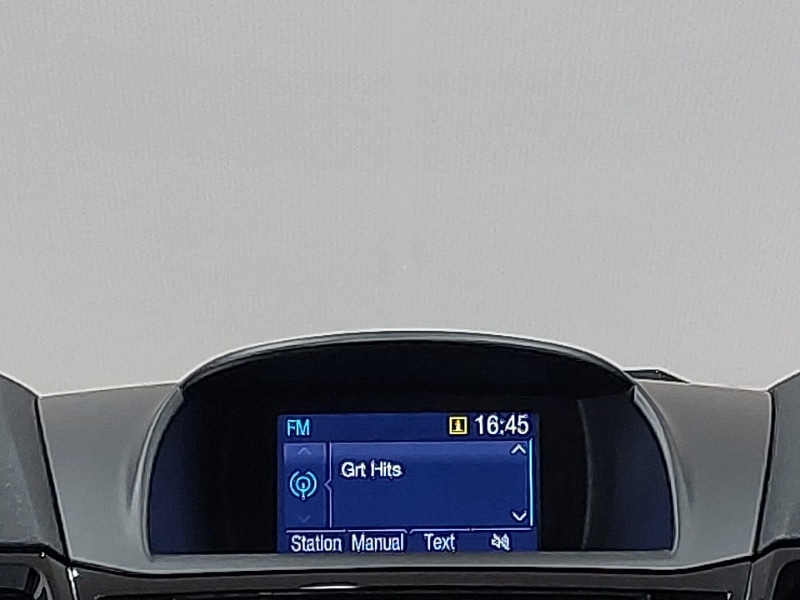 FM i 16:45
Grt Hits
Station Manual Text